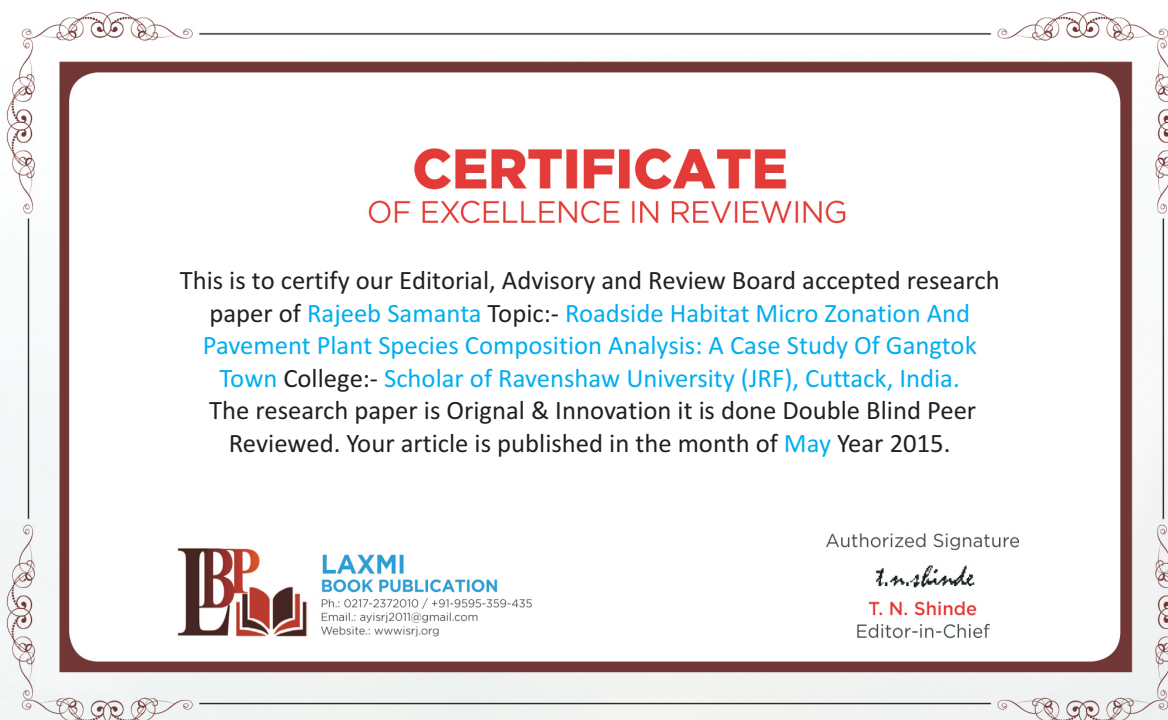 CERTIFICATE
OF EXCELLENCE IN REVIEWING
This is to certify our Editorial, Advisory and Review Board accepted research
paper of Rajeeb Samanta Topic:- Roadside Habitat Micro Zonation And
Pavement Plant Species Composition Analysis: A Case Study Of Gangtok
Town College:- Scholar of Ravenshaw University (JRF), Cuttack, India.
The research paper is Orignal & Innovation it is done Double Blind Peer
Reviewed. Your article is published in the month of May Year 2015.
LBP
LAXMI
BOOK PUBLICATION
Ph.: 0217-2372010 / +91-9595-359-435
Email.: ayisrj2011@gmail.com
Website.: wwwisrj.org
Authorized Signature
t.n.shinde
T. N. Shinde
Editor-in-Chief